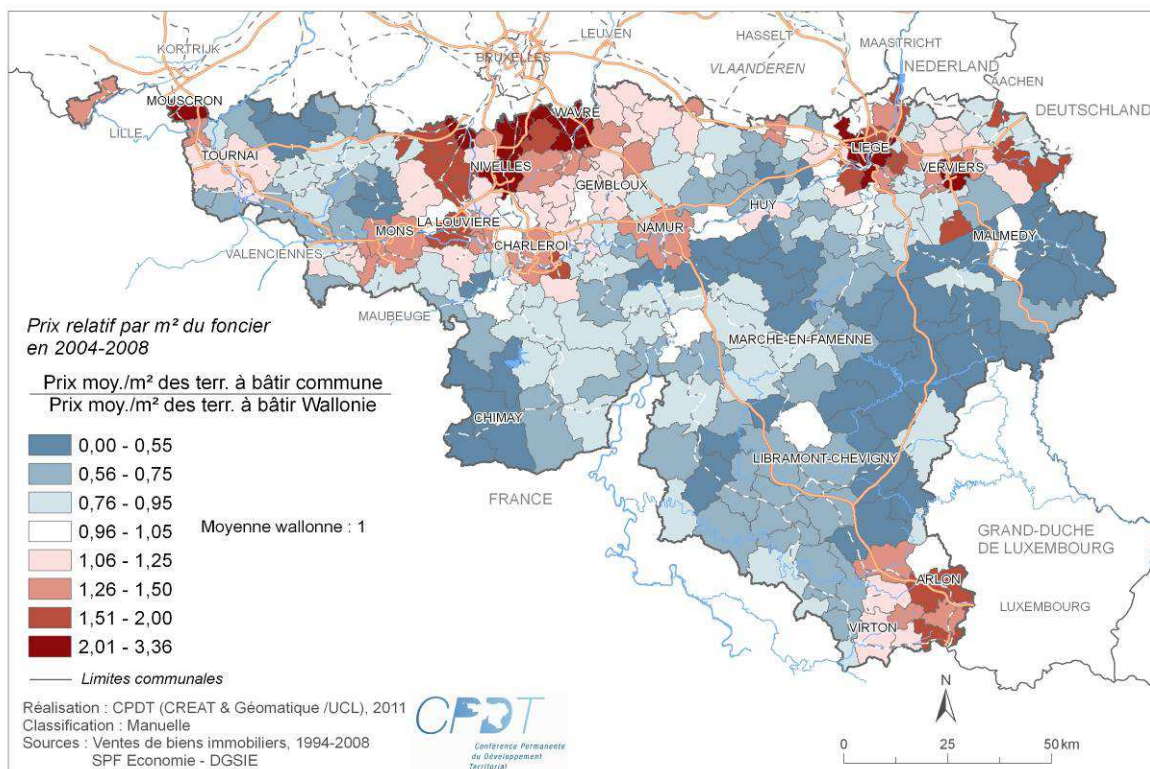 KORTRIJK
LEUVEN
HASSELT
MAASTRICHT
BRUXELLES
VLAANDEREN
NEDERLAND
AACHEN
MOUSCRON
WAVRE
DEUTSCHLAND
LILLE
LIEGE
TOURNAI
NIVELLES
VERVIERS
GEMBLOUX
HUY
LA LOUVIÈRE
MONS
NAMUR
MALMEDY
CHARLEROI
VALENCIENNES
MAUBEUGE
Prix relatif par m² du foncier
en 2004-2008
MARCHE-EN-FAMENNE
Prix moy./m² des terr. à bâtir commune
Prix moy./m² des terr. à bâtir Wallonie
CHIMAY
0,00 - 0,55
LIBRAMONT-CHEVIGNY
0,56 - 0,75
FRANCE
0,76 - 0,95
0,96 - 1,05
Moyenne wallonne : 1
GRAND-DUCHE
DE LUXEMBOURG
1,06 - 1,25
1,26 - 1,50
ARLON
LUXEMBOURG
1,51 - 2,00
VIRTON
2,01 - 3,36
Limites communales
N
Réalisation : CPDT (CREAT & Géomatique /UCL), 2011
Classification : Manuelle
Sources : Ventes de biens immobiliers, 1994-2008
SPF Economie - DGSIE
CPDT
Conférence Permanente
du Développement
Territorial
0 25 50 km